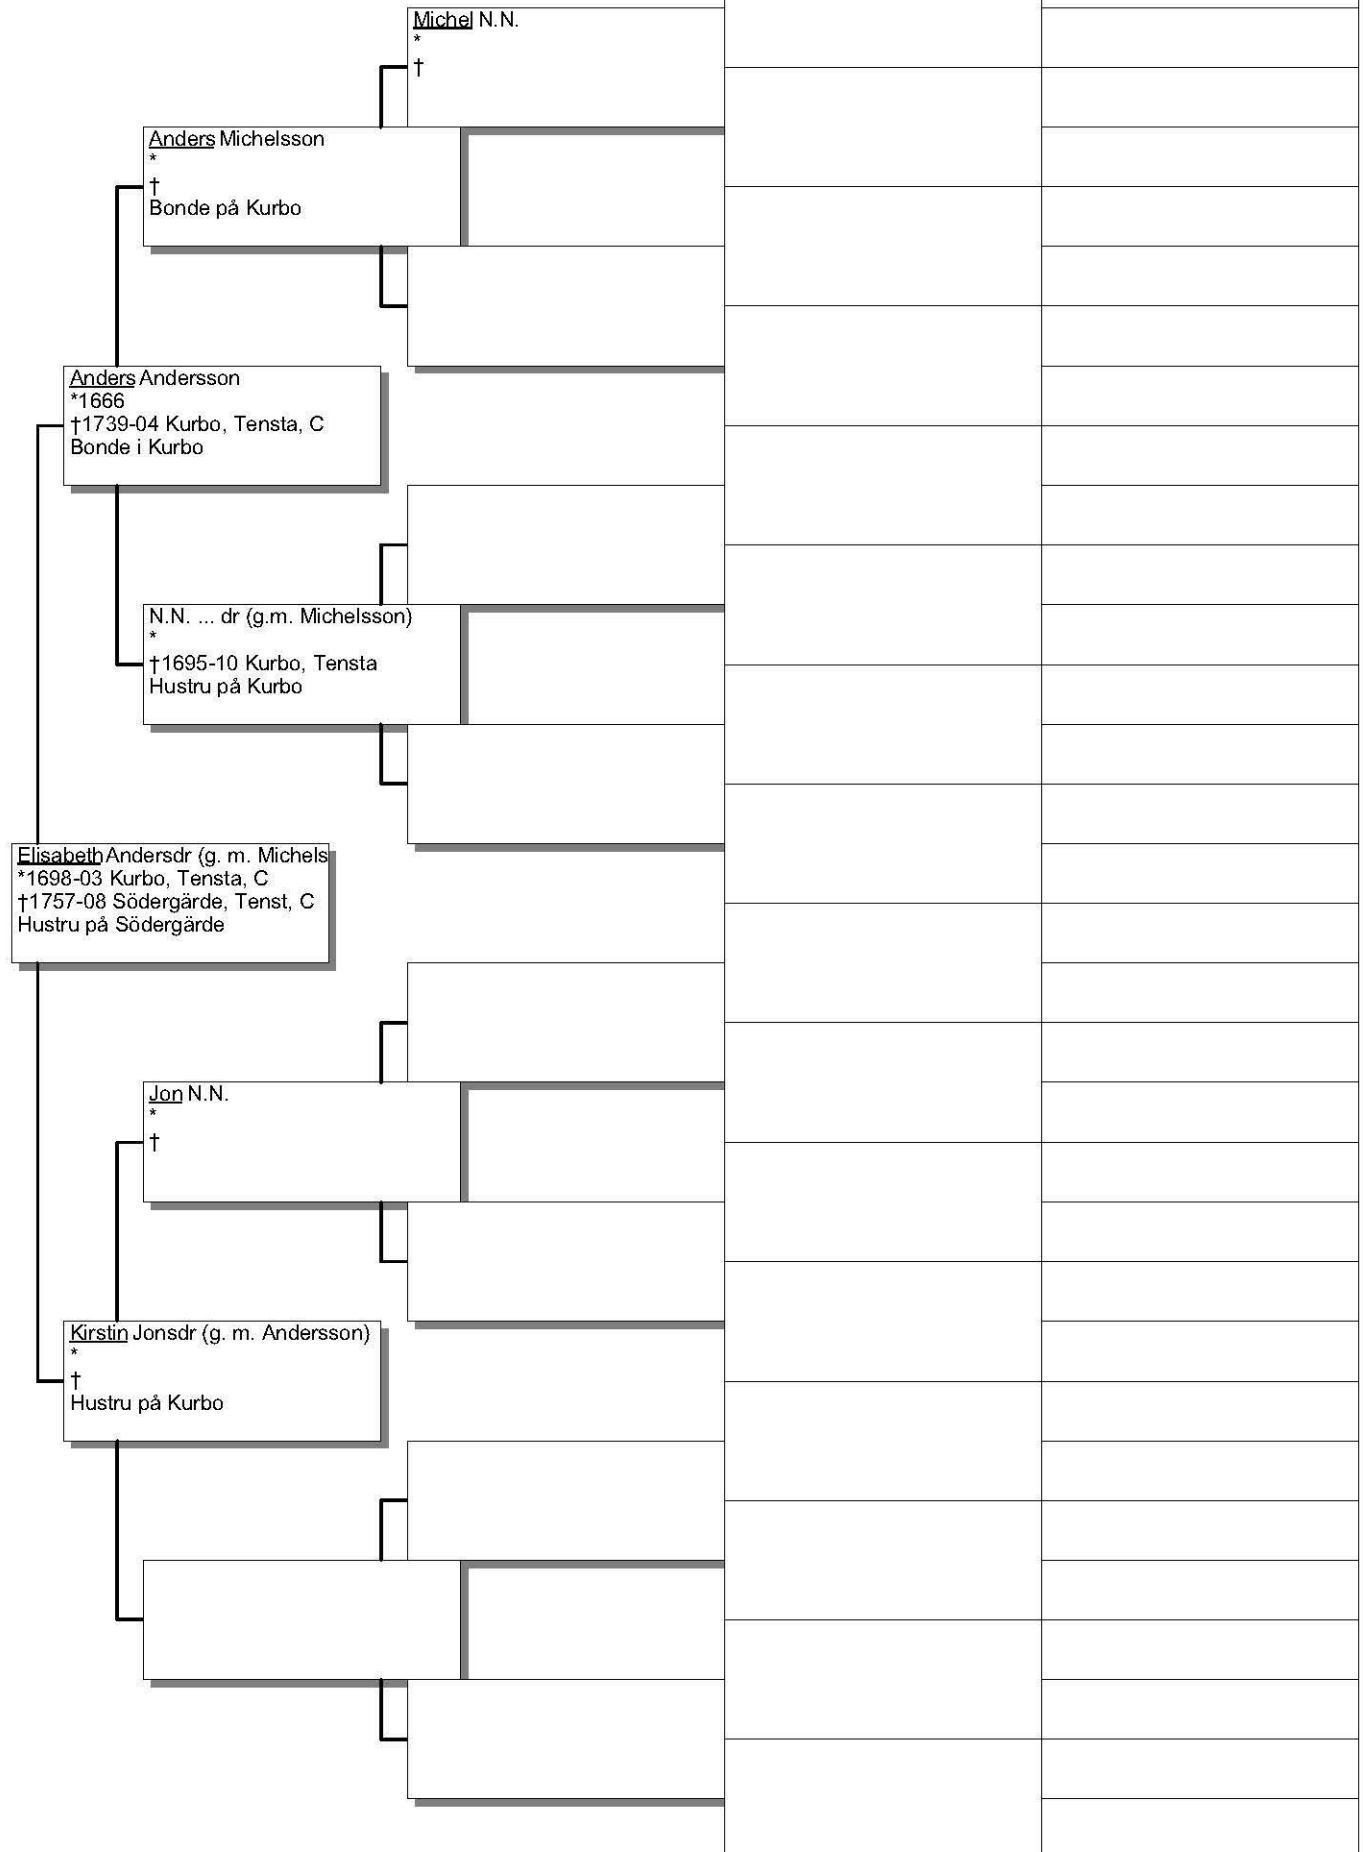 Michel N.N.
*
†
Anders Michelsson
*
†
Bonde på Kurbo
Anders Andersson
*1666
†1739-04 Kurbo, Tensta, C
Bonde i Kurbo
N.N. ... dr (g.m. Michelsson)
*
†1695-10 Kurbo, Tensta
Hustru på Kurbo
Elisabeth Andersdr (g. m. Michels
*1698-03 Kurbo, Tensta, C
†1757-08 Södergärde, Tenst, C
Hustru på Södergärde
Jon N.N.
*
†
Kirstin Jonsdr (g. m. Andersson)
*
†
Hustru på Kurbo